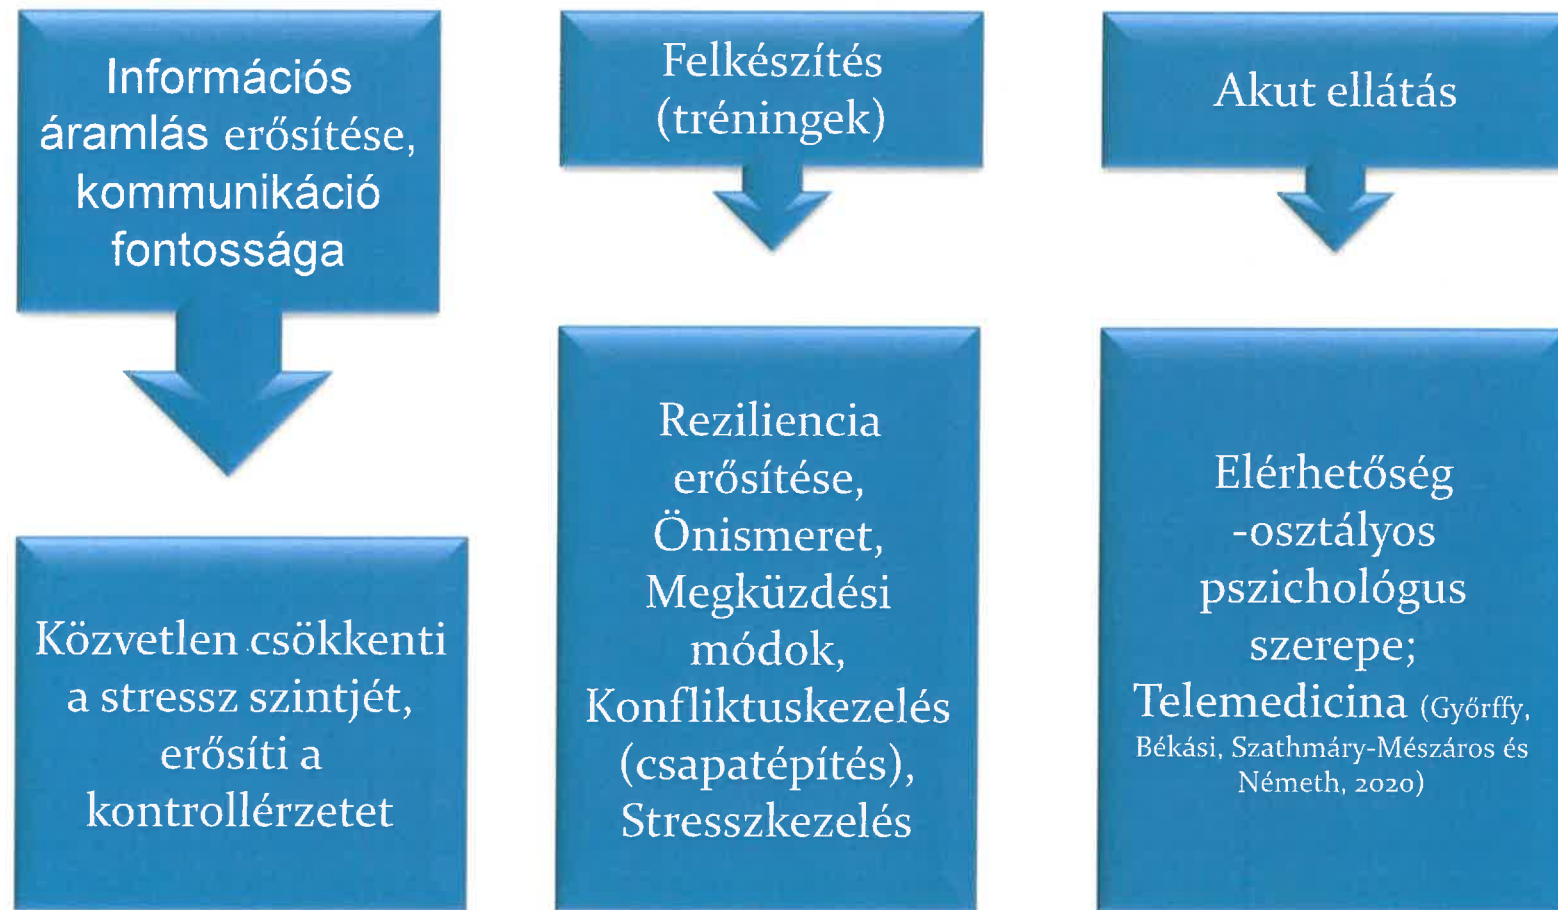 Információs
áramlás erősítése,
kommunikáció
fontossága
Közvetlen csökkenti
a stressz szintjét,
erősíti a
kontrollérzetet
Felkészítés
(tréningek)
Reziliencia
erősítése,
Önismeret,
Megküzdési
módok,
Konfliktuskezelés
(csapatépítés),
Stresszkezelés
Akut ellátás
Elérhetőség
-osztályos
pszichológus
szerepe;
Telemedicina (Győrffy,
Békási, Szathmáry-Mészáros és
Németh, 2020)